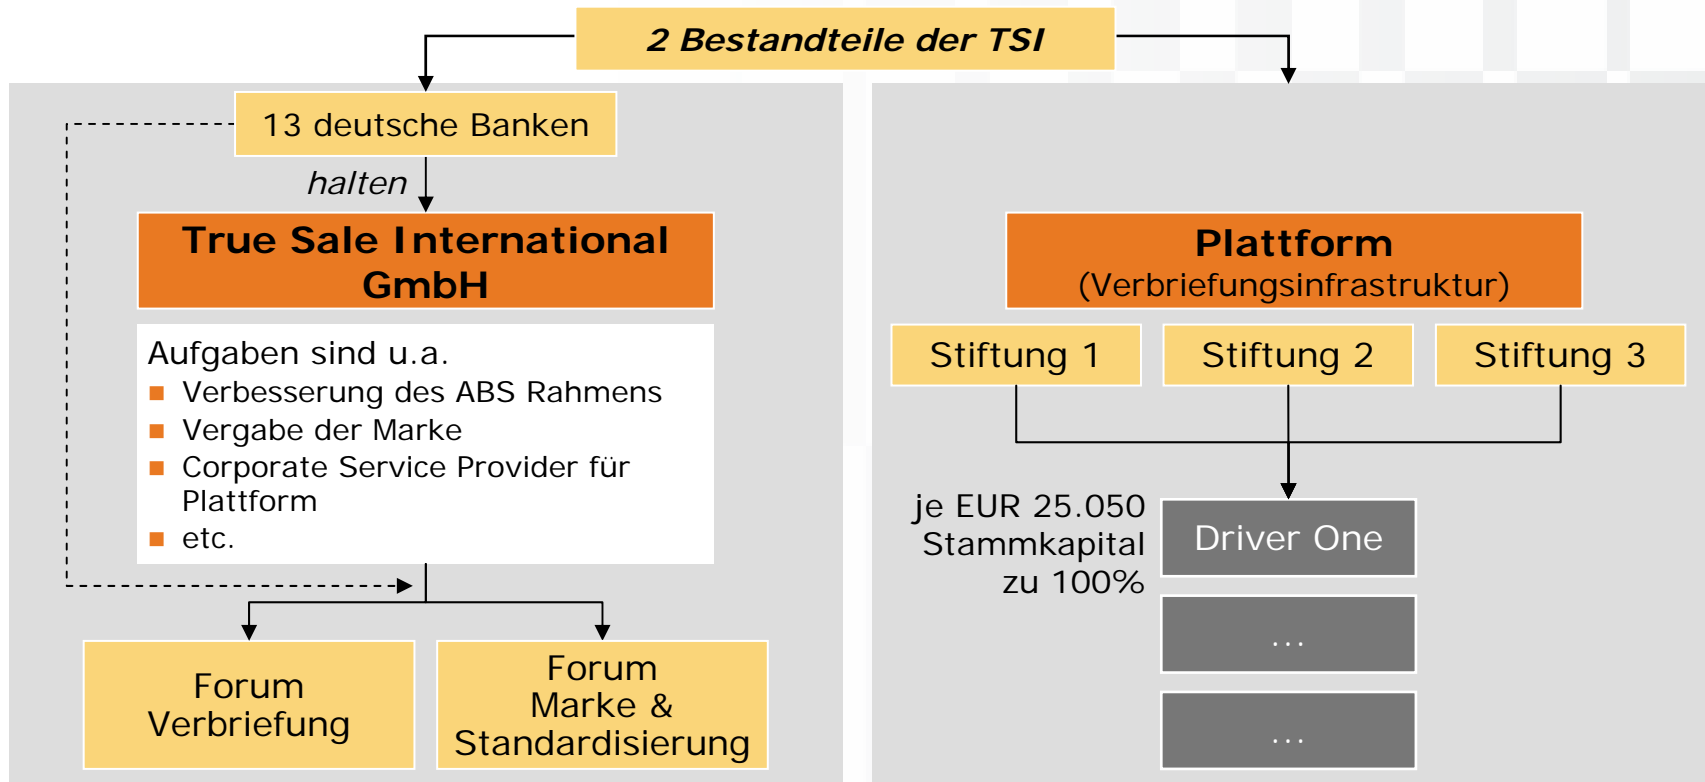 2 Bestandteile der TSI
13 deutsche Banken
halten
True Sale International
GmbH
Aufgaben sind u.a.
Verbesserung des ABS Rahmens
Vergabe der Marke
Corporate Service Provider für
Plattform
etc.
Forum
Verbriefung
Forum
Marke &
Standardisierung
Plattform
(Verbriefungsinfrastruktur)
Stiftung 1
Stiftung 2
Stiftung 3
je EUR 25.050
Stammkapital
zu 100%
Driver One
...
...